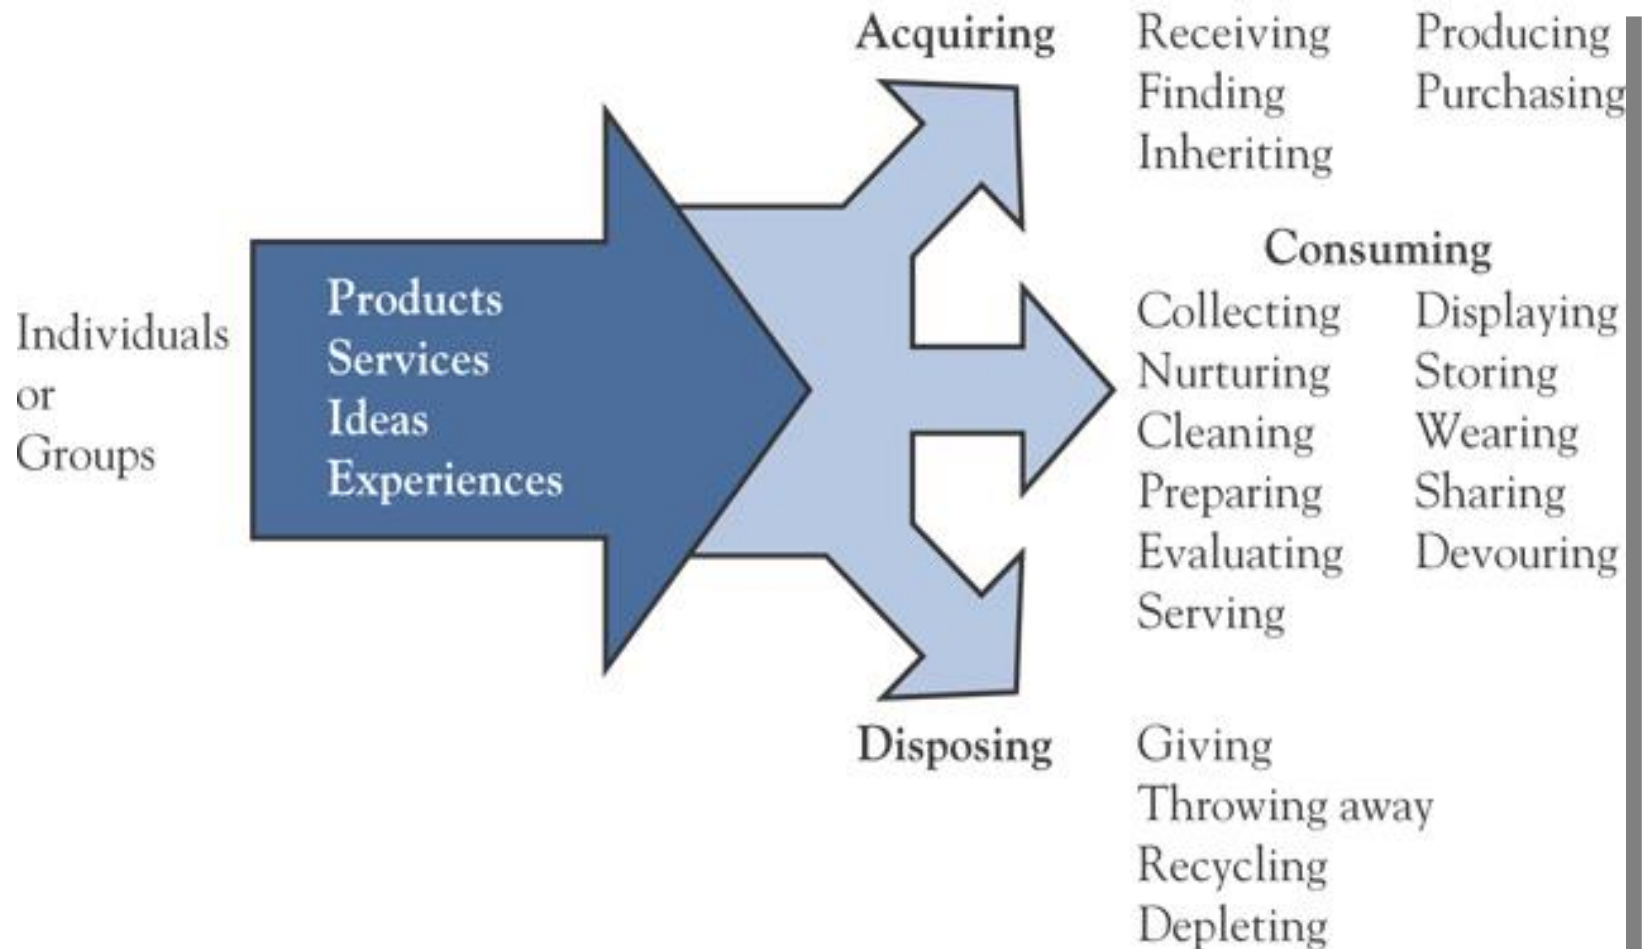 Individuals
or
Groups
Products
Services
Ideas
Experiences
Acquiring
Receiving Producing
Finding Purchasing
Inheriting
Consuming
Collecting Displaying
Nurturing Storing
Cleaning Wearing
Preparing Sharing
Evaluating Devouring
Serving
Disposing
Giving
Throwing away
Recycling
Depleting